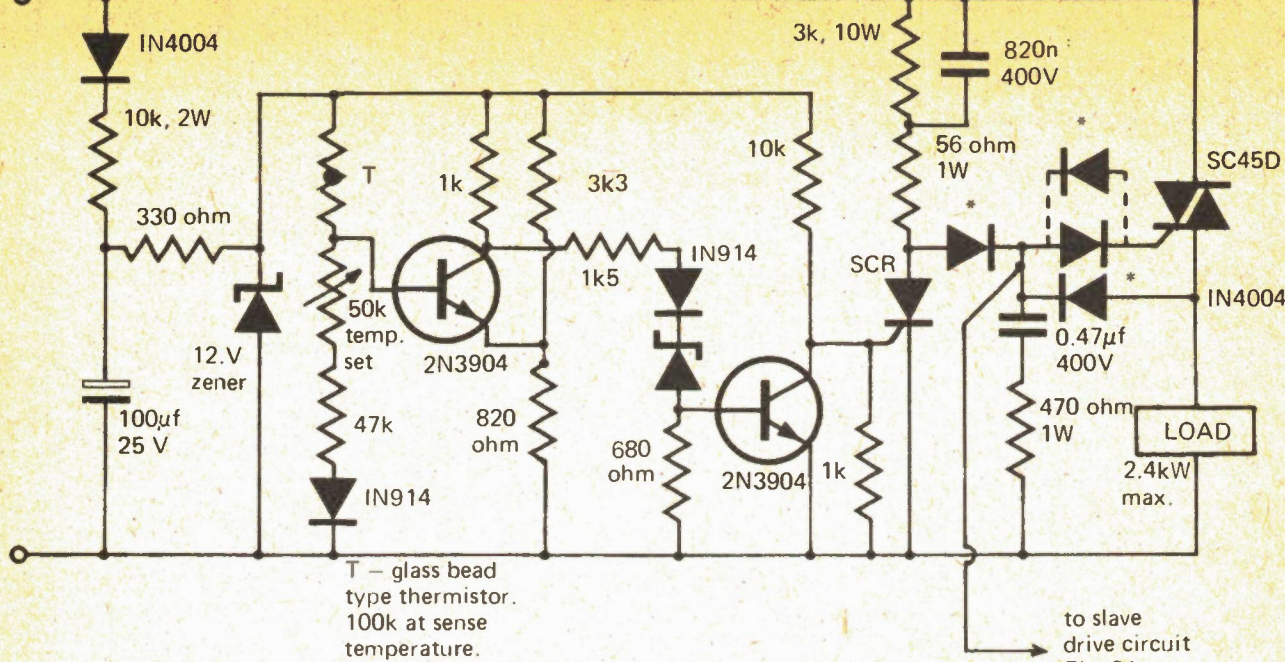 IN4004
10k, 2W
330 ohm
100µf
25 V
12.V
zener
T
50k
temp.
set
47k
IN914
1k
2N3904
820
ohm
3k3
1k5
IN914
680
ohm
2N3904
10k
1k
3k, 10W
820n
400V
56 ohm
1W
SCR
*
*
*
SC45D
IN4004
0.47µf
400V
470 ohm
1W
LOAD
2.4kW
max.
T – glass bead
type thermistor.
100k at sense
temperature.
to slave
drive circuit